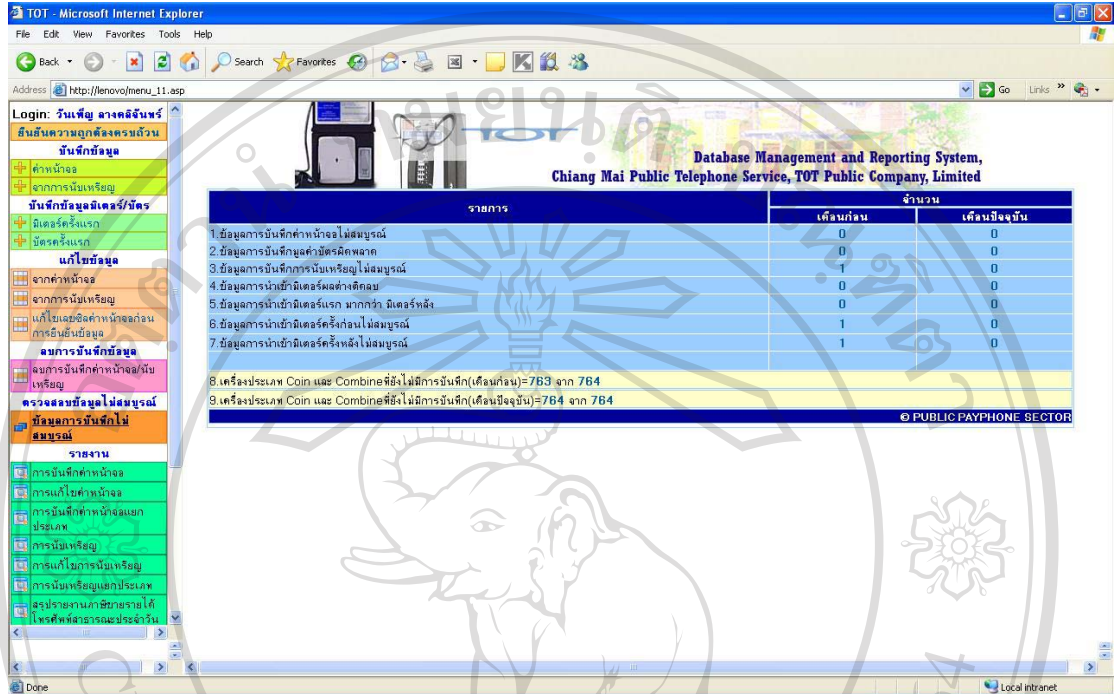 TOT - Microsoft Internet Explorer
File Edit View Favorites Tools Help
Back Search Favorites
Address http://lenovo/menu_11.asp Go Links
Login: วันเพ็ญ
ยืนยันความถูกต้องครบถ้วน
บันทึกข้อมูล
ค่าหน้าจอ
จากการนับเหรียญ
บันทึกข้อมูลมิเตอร์/บัตร
มิเตอร์ครั้งแรก
บัตรครั้งแรก
แก้ไขข้อมูล
จากค่าหน้าจอ
จากการนับเหรียญ
แก้ไขเลขซีลค่าหน้าจอก่อน
การยืนยันข้อมูล
ลบการบันทึกข้อมูล
ลบการบันทึกค่าหน้าจอ/นับ
เหรียญ
ตรวจสอบข้อมูลไม่สมบูรณ์
ข้อมูลการบันทึกไม่
สมบูรณ์
รายงาน
การบันทึกค่าหน้าจอ
การแก้ไขค่าหน้าจอ
การบันทึกค่าหน้าจอแยก
ประเภท
การนับเหรียญ
การแก้ไขการนับเหรียญ
การนับเหรียญแยกประเภท
สรุปรายงานภาษีขายรายได้
โทรศัพท์สาธารณะประจำวัน
TOT
Database Management and Reporting System,
Chiang Mai Public Telephone Service, TOT Public Company, Limited
รายการ จำนวน
เดือนก่อน เดือนปัจจุบัน
1.ข้อมูลการบันทึกค่าหน้าจอไม่สมบูรณ์ 0 0
2.ข้อมูลการบันทึกมูลค่าบัตรผิดพลาด 0 0
3.ข้อมูลการบันทึกการนับเหรียญไม่สมบูรณ์ 1 0
4.ข้อมูลการนำเข้ามิเตอร์ผลต่างติดลบ 0 0
5.ข้อมูลการนำเข้ามิเตอร์แรก มากกว่า มิเตอร์หลัง 0 0
6.ข้อมูลการนำเข้ามิเตอร์ครั้งก่อนไม่สมบูรณ์ 1 0
7.ข้อมูลการนำเข้ามิเตอร์ครั้งหลังไม่สมบูรณ์ 1 0
8.เครื่องประเภท Coin และ Combineที่ยังไม่มีการบันทึก(เดือนก่อน)=763 จาก 764
9.เครื่องประเภท Coin และ Combineที่ยังไม่มีการบันทึก(เดือนปัจจุบัน)=764 จาก 764
© PUBLIC PAYPHONE SECTOR
Done Local intranet